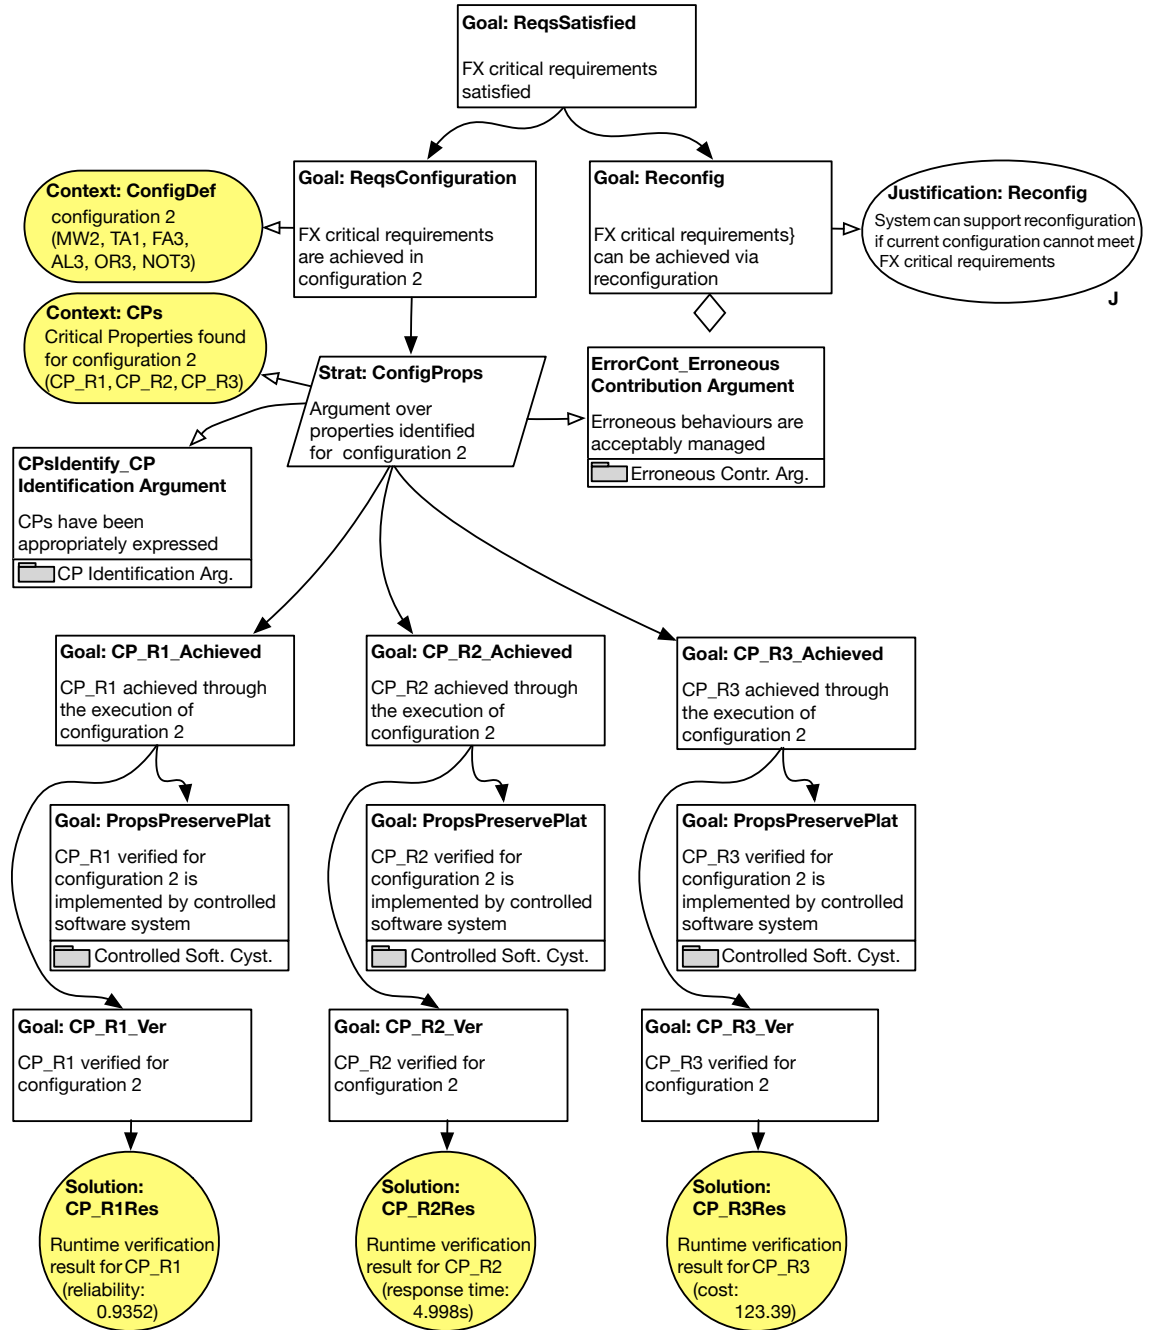 Goal: ReqsSatisfied
FX critical requirements
satisfied
Context: ConfigDef
configuration 2
(MW2, TA1, FA3,
AL3, OR3, NOT3)
Goal: ReqsConfiguration
FX critical requirements
are achieved in
configuration 2
Goal: Reconfig
FX critical requirements}
can be achieved via
reconfiguration
Justification: Reconfig
System can support reconfiguration
if current configuration cannot meet
FX critical requirements
J
Context: CPs
Critical Properties found
for configuration 2
(CP_R1, CP_R2, CP_R3)
Strat: ConfigProps
Argument over
properties identified
for configuration 2
ErrorCont_Erroneous
Contribution Argument
Erroneous behaviours are
acceptably managed
Erroneous Contr. Arg.
CPsIdentify_CP
Identification Argument
CPs have been
appropriately expressed
CP Identification Arg.
Goal: CP_R1_Achieved
CP_R1 achieved through
the execution of
configuration 2
Goal: CP_R2_Achieved
CP_R2 achieved through
the execution of
configuration 2
Goal: CP_R3_Achieved
CP_R3 achieved through
the execution of
configuration 2
Goal: PropsPreservePlat
CP_R1 verified for
configuration 2 is
implemented by controlled
software system
Controlled Soft. Cyst.
Goal: PropsPreservePlat
CP_R2 verified for
configuration 2 is
implemented by controlled
software system
Controlled Soft. Cyst.
Goal: PropsPreservePlat
CP_R3 verified for
configuration 2 is
implemented by controlled
software system
Controlled Soft. Cyst.
Goal: CP_R1_Ver
CP_R1 verified for
configuration 2
Goal: CP_R2_Ver
CP_R2 verified for
configuration 2
Goal: CP_R3_Ver
CP_R3 verified for
configuration 2
Solution:
CP_R1Res
Runtime verification
result for CP_R1
(reliability:
0.9352)
Solution:
CP_R2Res
Runtime verification
result for CP_R2
(response time:
4.998s)
Solution:
CP_R3Res
Runtime verification
result for CP_R3
(cost:
123.39)